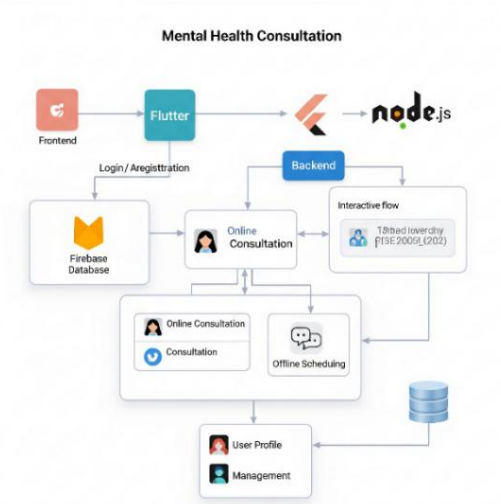 Mental Health Consultation
Flutter
node.js
Frontend
Backend
Login / Aregisttration
Interactive flow
Online
Consultation
Firebase
Database
Online Consultation
Consultation
Offline Scheduling
User Profile
Management